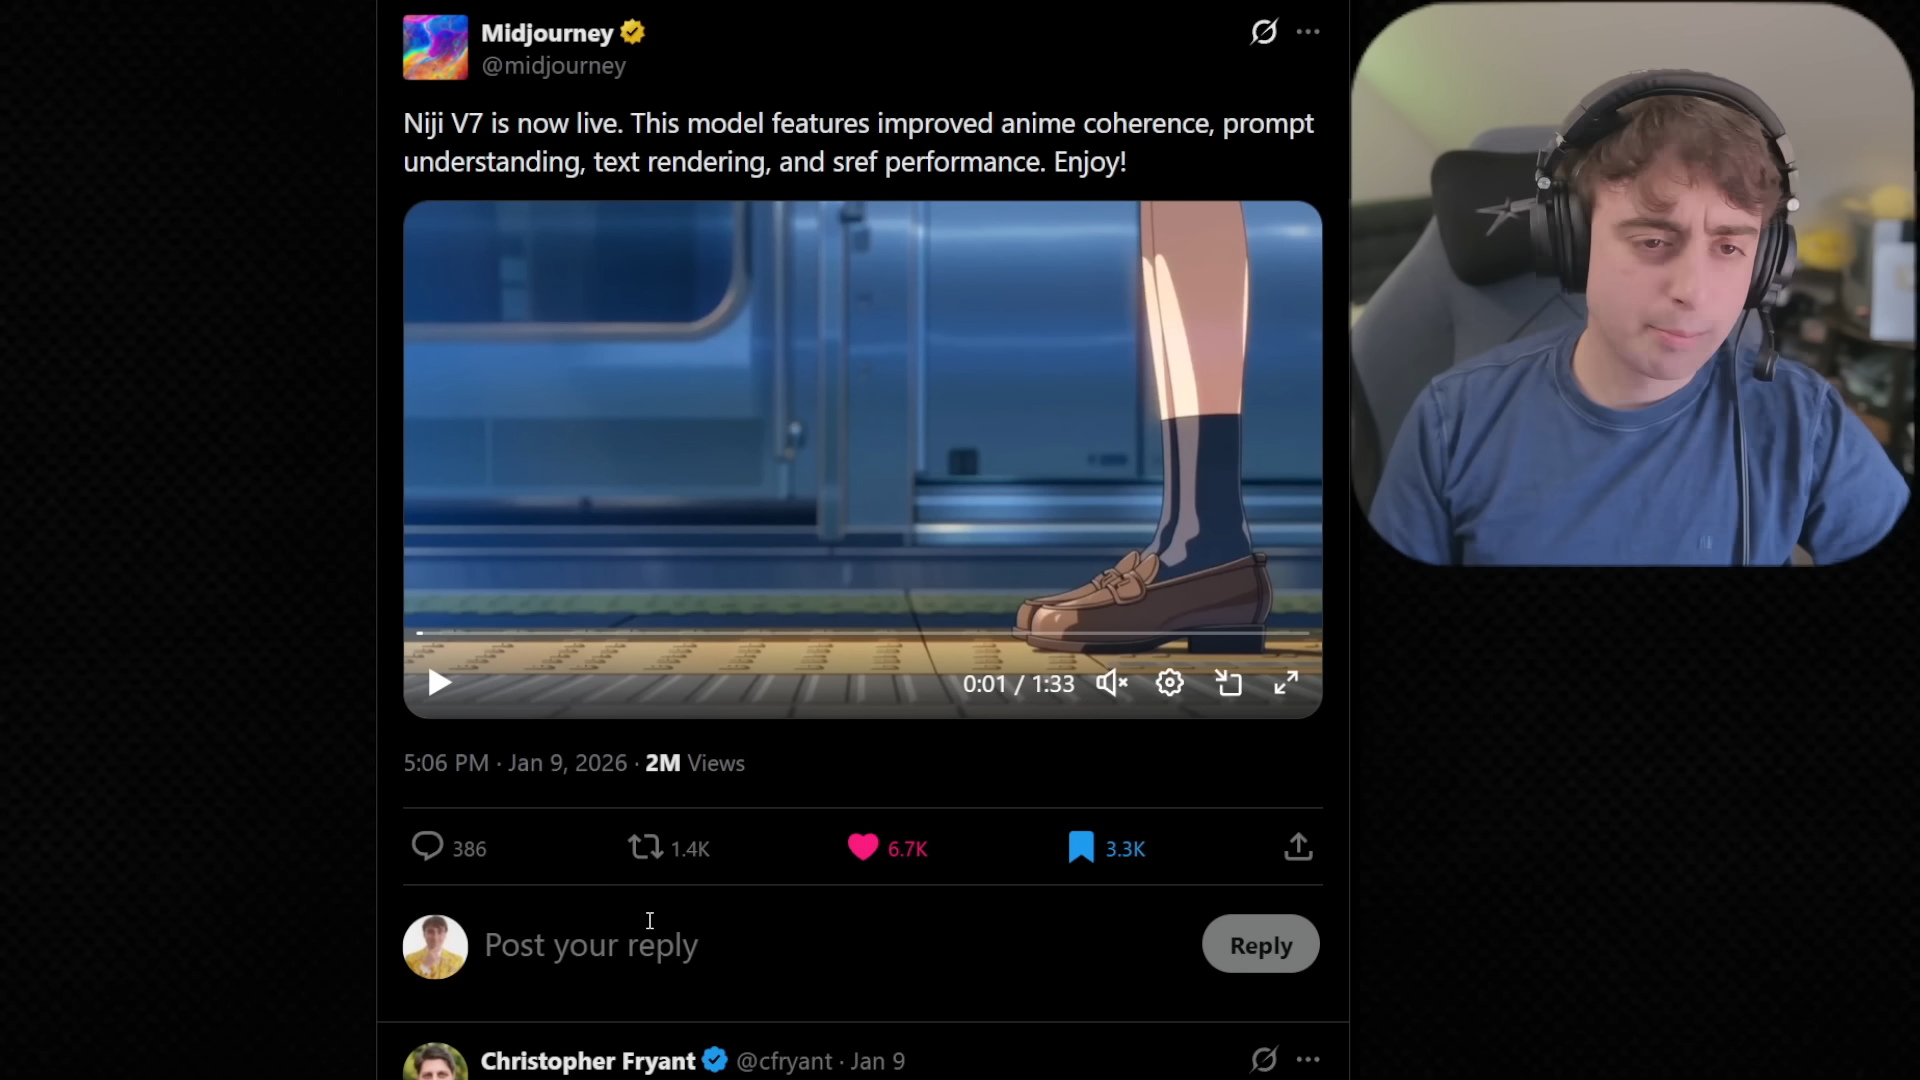 Midjourney
@midjourney
Niji V7 is now live. This model features improved anime coherence, prompt
understanding, text rendering, and sref performance. Enjoy!
0:01 / 1:33
5:06 PM · Jan 9, 2026 · 2M Views
386 1.4K 6.7K 3.3K
Post your reply
Reply
Christopher Fryant @cfryant · Jan 9